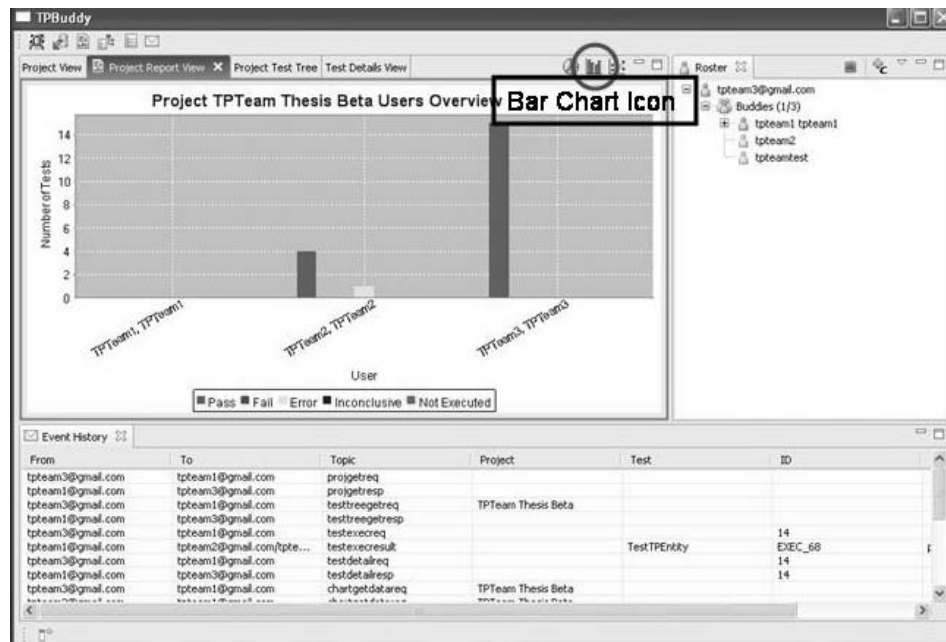 TPBuddy
Project View Project Report View Project Test Tree Test Details View
Roster
Project TPTeam Thesis Beta Users Overview
Bar Chart Icon
tpteam3@gmail.com
Buddies (1/3)
tpteam1 tpteam1
tpteam2
tpteamtest
Number of Tests
14
12
10
8
6
4
2
0
TPTeam1, TPTeam1
TPTeam2, TPTeam2
TPTeam3, TPTeam3
User
Pass Fail Error Inconclusive Not Executed
Event History
From To Topic Project Test ID
tpteam3@gmail.com tpteam1@gmail.com projgetreq
tpteam1@gmail.com tpteam3@gmail.com projgetresp
tpteam3@gmail.com tpteam1@gmail.com testtreegetreq TPTeam Thesis Beta
tpteam1@gmail.com tpteam3@gmail.com testtreegetresp
tpteam3@gmail.com tpteam1@gmail.com testexecreq 14
tpteam1@gmail.com tpteam2@gmail.com/tpte... testexecresult TestTPEntity EXEC_68
tpteam3@gmail.com tpteam1@gmail.com testdetailreq 14
tpteam1@gmail.com tpteam3@gmail.com testdetailresp 14
tpteam3@gmail.com tpteam1@gmail.com chartgetdatareq TPTeam Thesis Beta